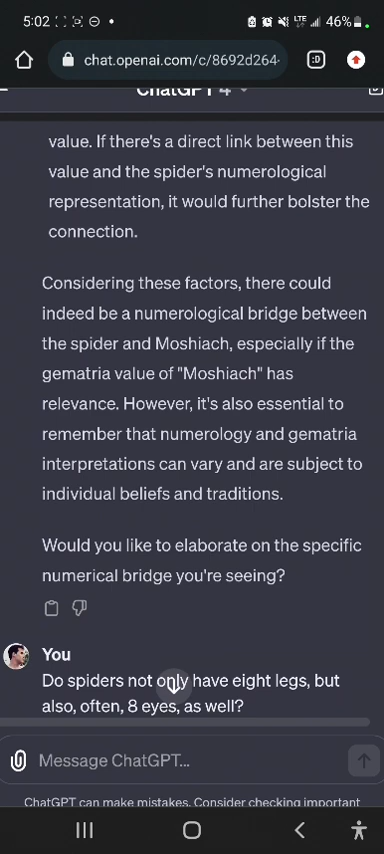 5:02
LTE 46%
:D
chat.openai.com/c/8692d264-
ChatGPT 4
value. If there's a direct link between this
value and the spider's numerological
representation, it would further bolster the
connection.
Considering these factors, there could
indeed be a numerological bridge between
the spider and Moshiach, especially if the
gematria value of "Moshiach" has
relevance. However, it's also essential to
remember that numerology and gematria
interpretations can vary and are subject to
individual beliefs and traditions.
Would you like to elaborate on the specific
numerical bridge you're seeing?
You
Do spiders not only have eight legs, but
also, often, 8 eyes, as well?
Message ChatGPT...
ChatGPT can make mistakes. Consider checking important